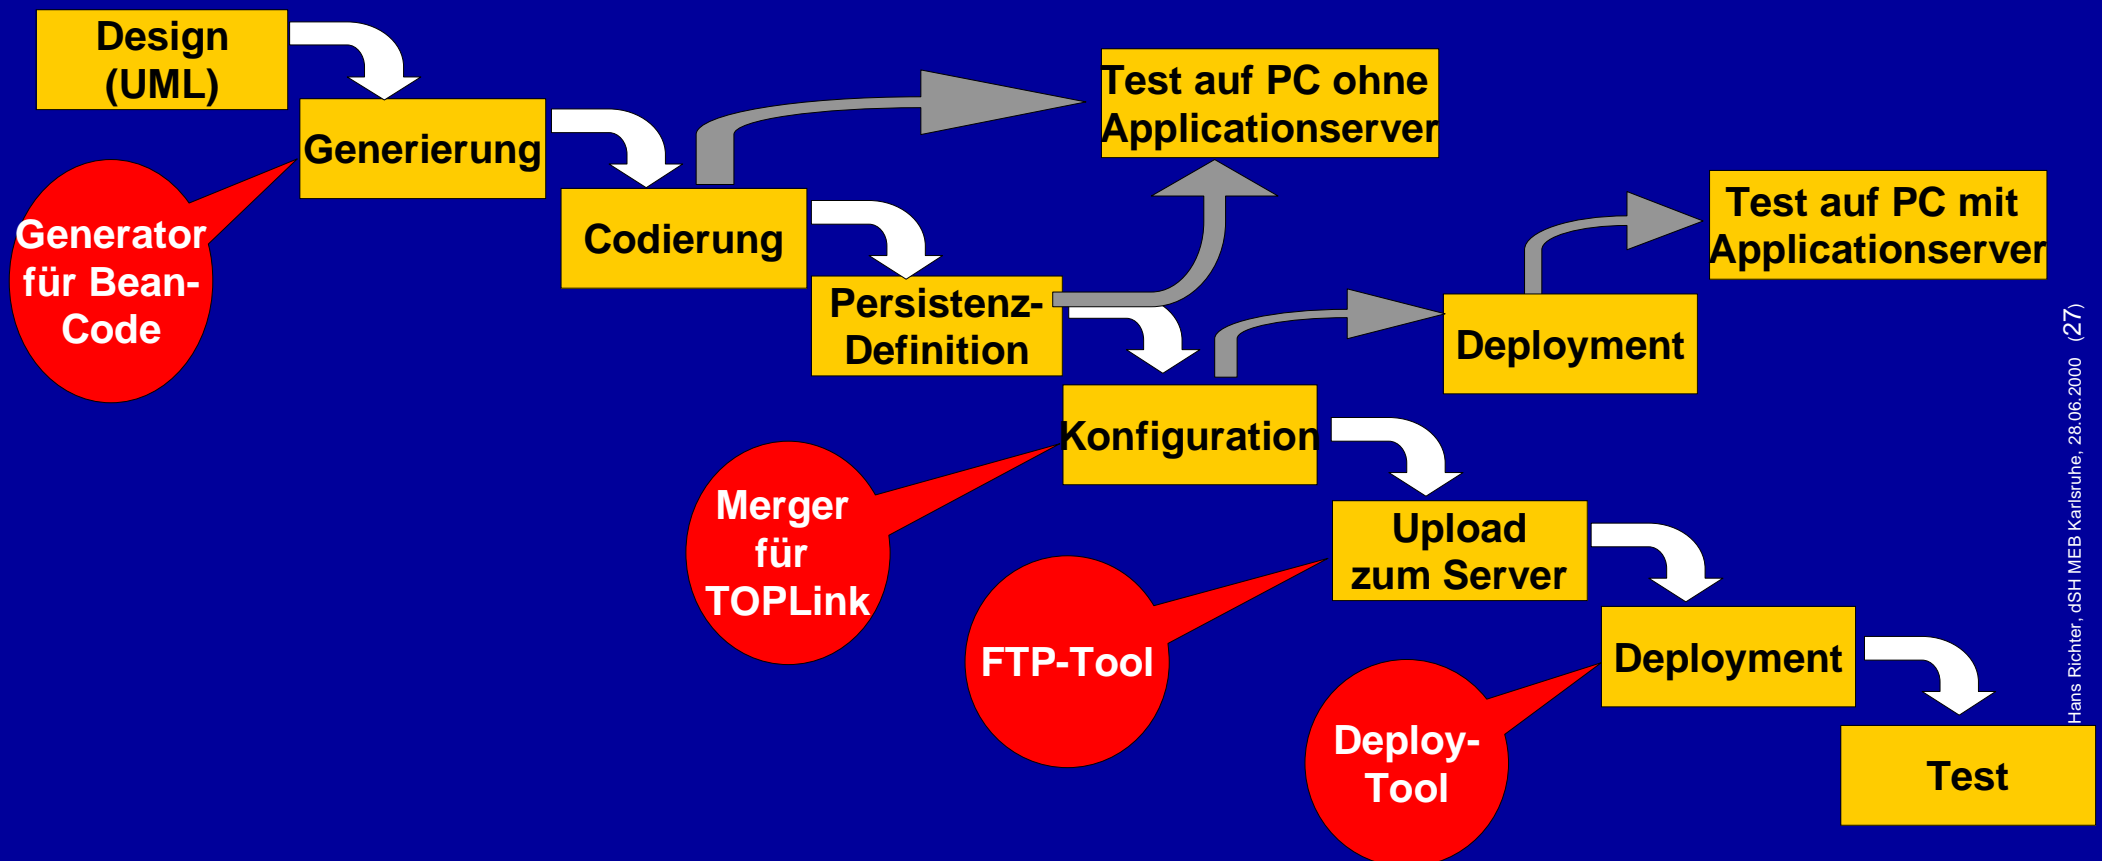 Design
(UML)
Generierung
Generator
für Bean-
Code
Codierung
Test auf PC ohne
Applicationserver
Persistenz-
Definition
Test auf PC mit
Applicationserver
Deployment
Konfiguration
Merger
für
TOPLink
Upload
zum Server
FTP-Tool
Deployment
Deploy-
Tool
Test
Hans Richter, dSH MEB Karlsruhe, 28.06.2000 (27)